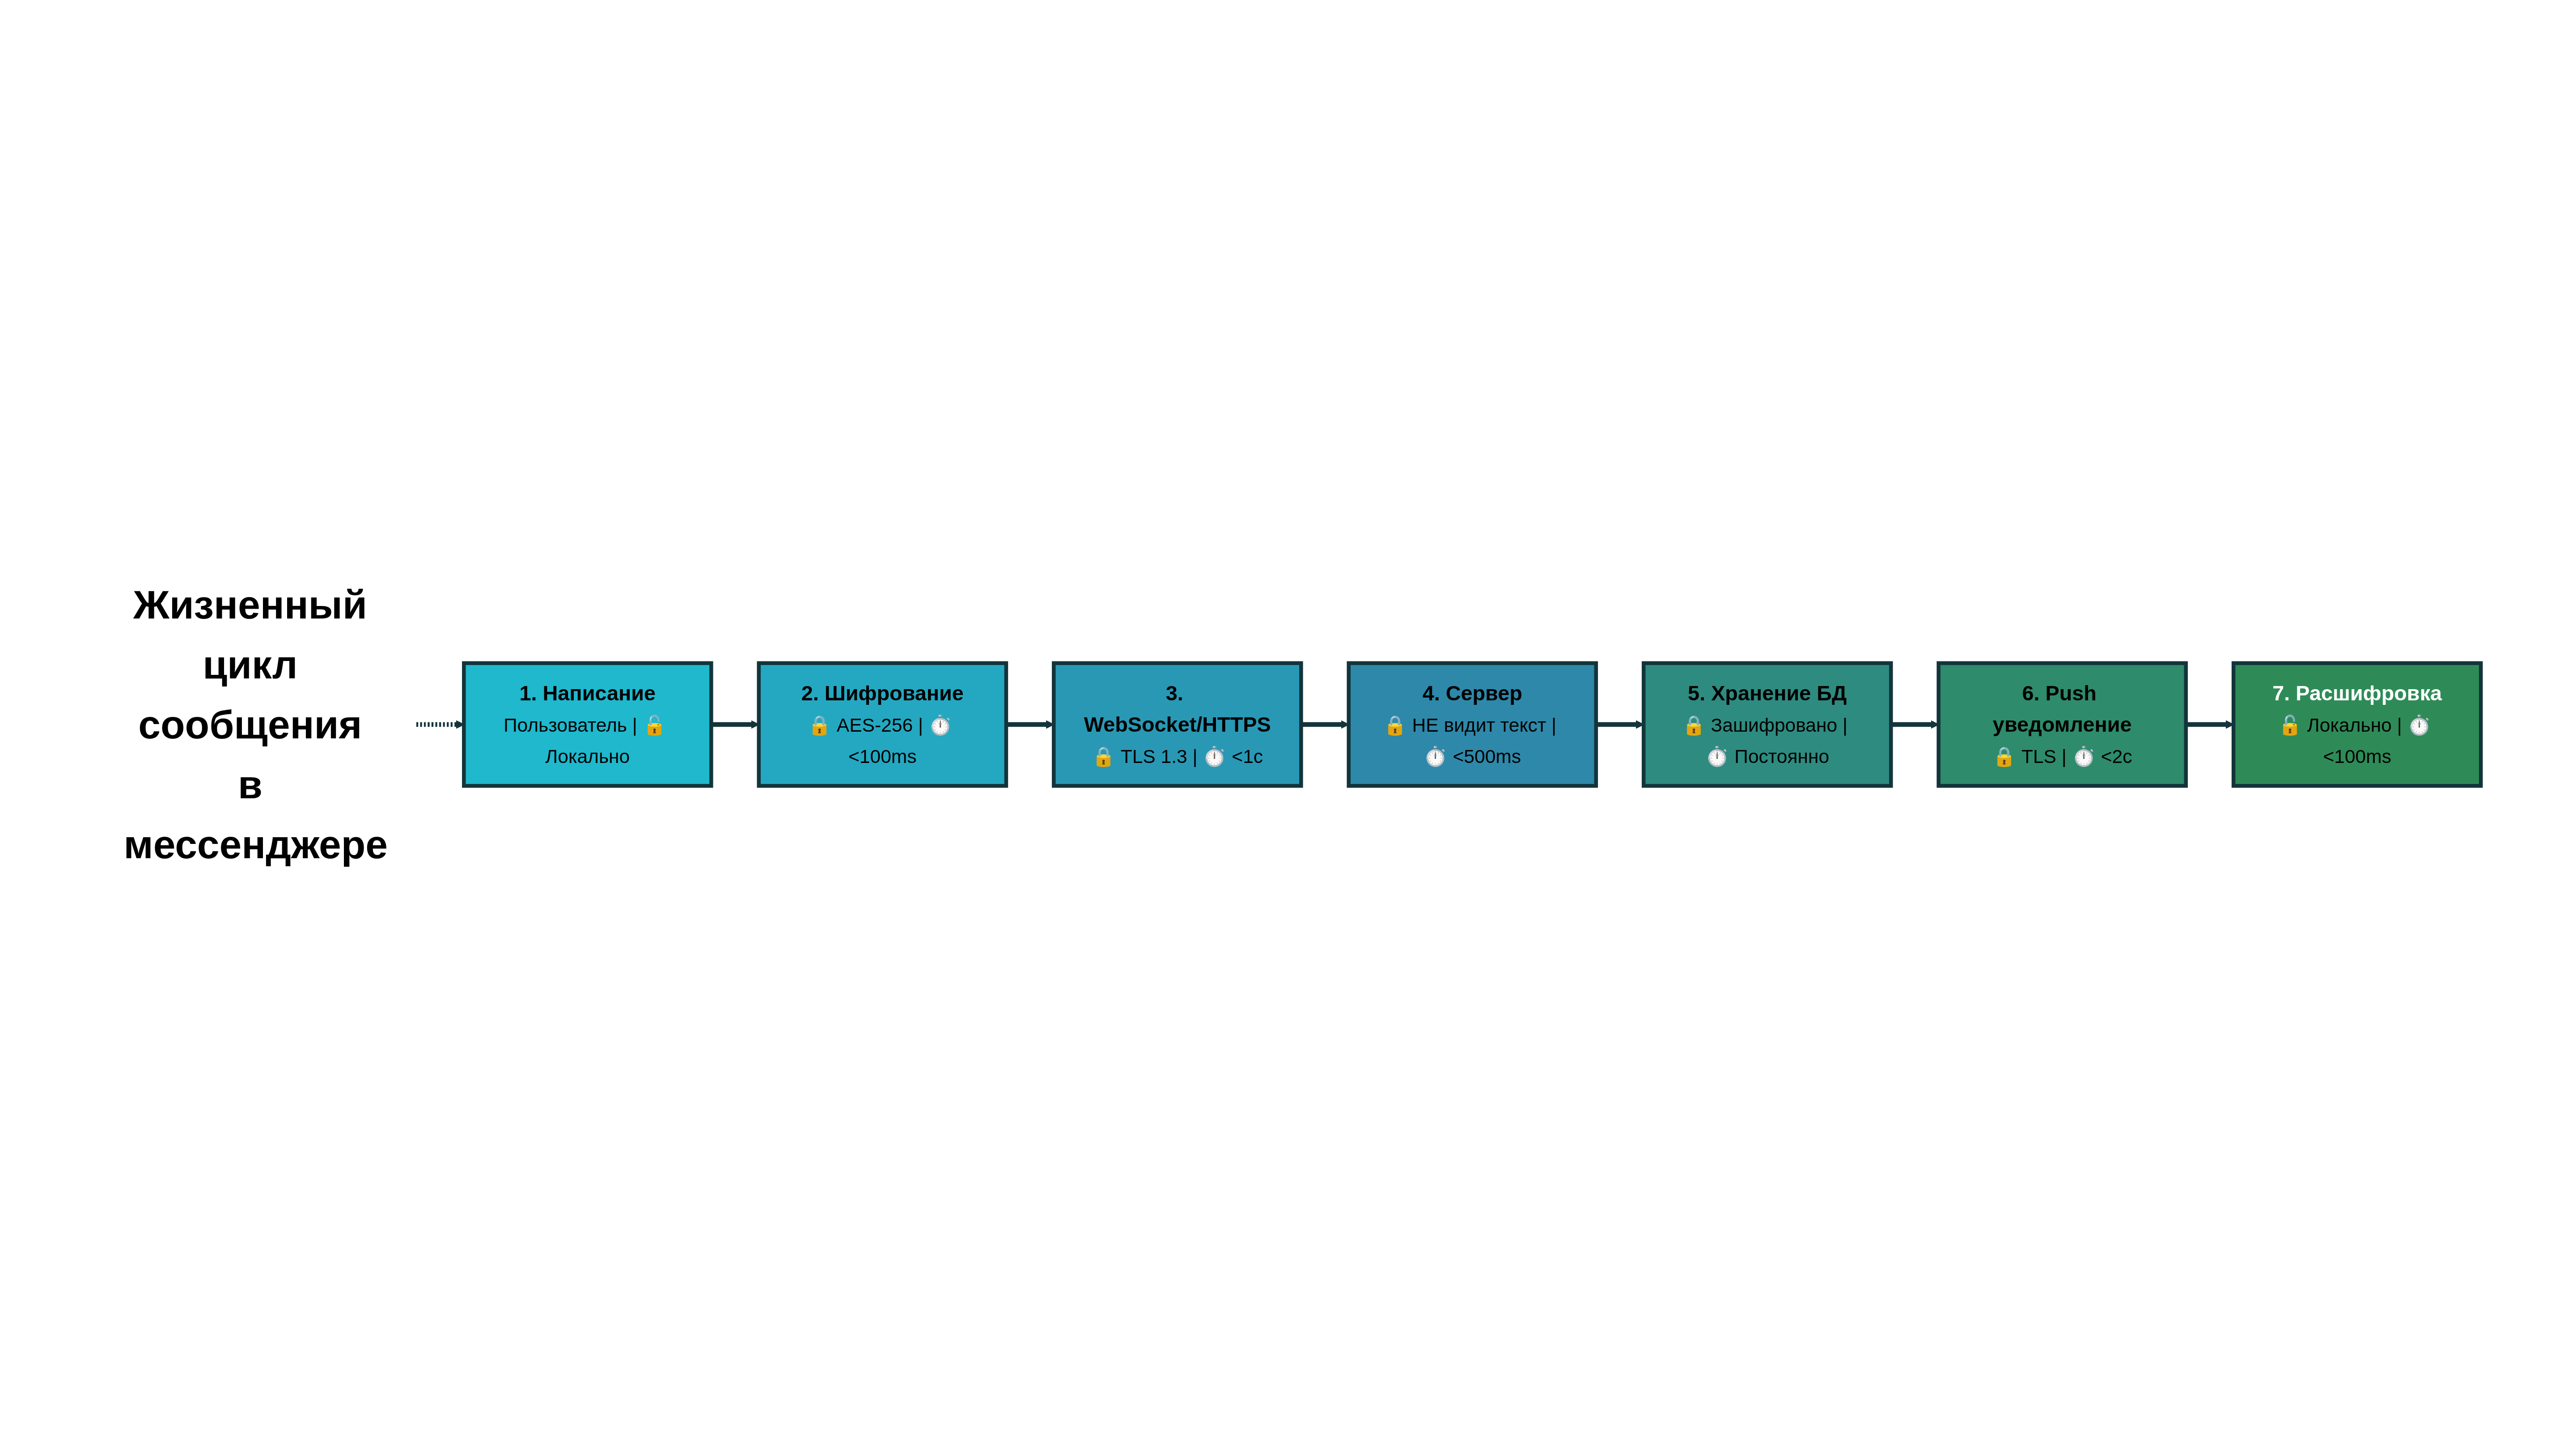 Жизненный
цикл
сообщения
в
мессенджере
1. Написание
Пользователь | 🔓
Локально
2. Шифрование
🔒 AES-256 | ⏱️
<100ms
3.
WebSocket/HTTPS
🔒 TLS 1.3 | ⏱️ <1с
4. Сервер
🔒 НЕ видит текст |
⏱️ <500ms
5. Хранение БД
🔒 Зашифровано |
⏱️ Постоянно
6. Push
уведомление
🔒 TLS | ⏱️ <2с
7. Расшифровка
🔓 Локально | ⏱️
<100ms